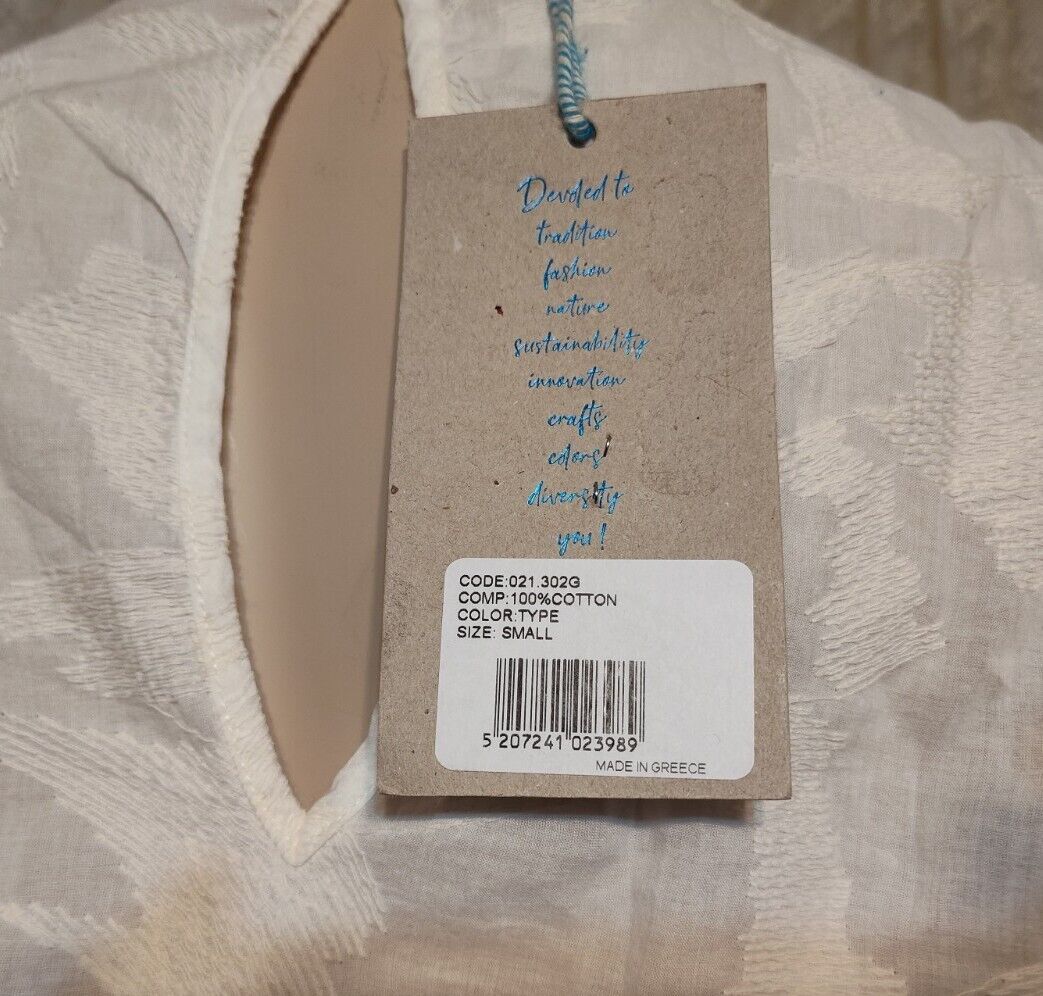 Devoted to
tradition
fashion
nature
sustainability
innovation
crafts
colors
diversity
you!
CODE:021.302G
COMP:100%COTTON
COLOR:TYPE
SIZE: SMALL
5 207241 023989
MADE IN GREECE